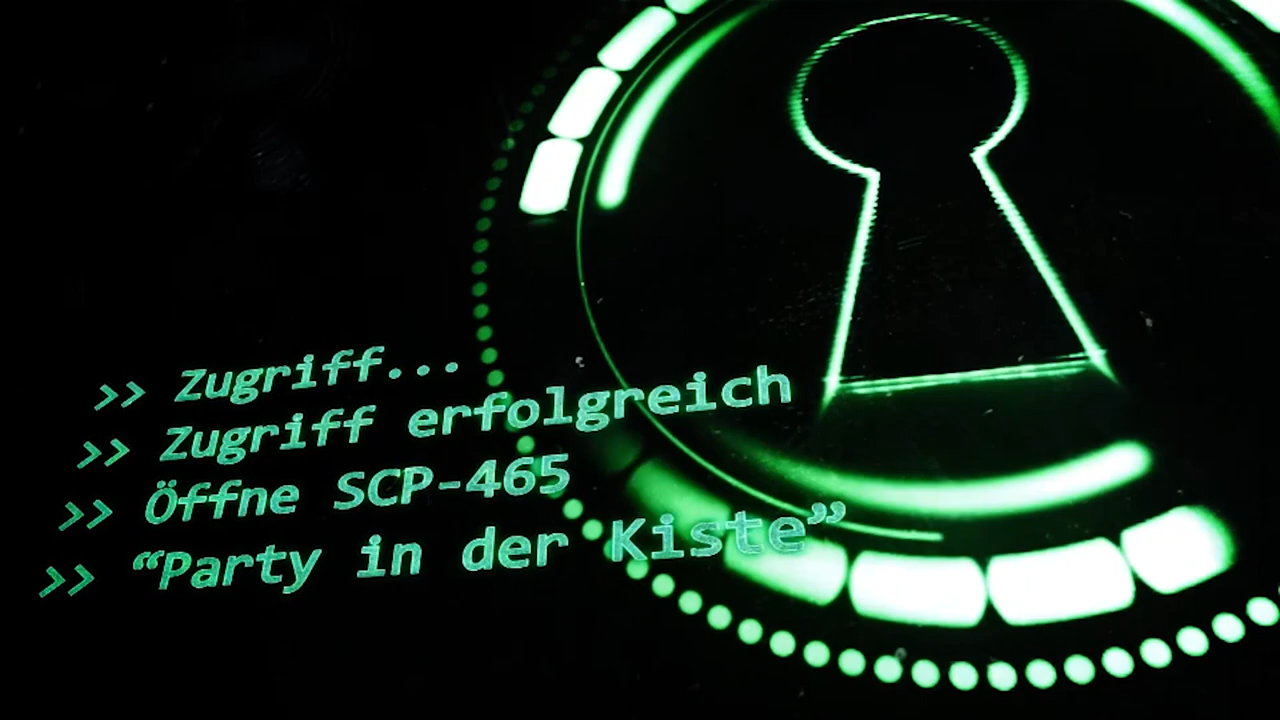 >> Zugriff...
>> Zugriff erfolgreich
>> Öffne SCP-465
>> “Party in der Kiste”